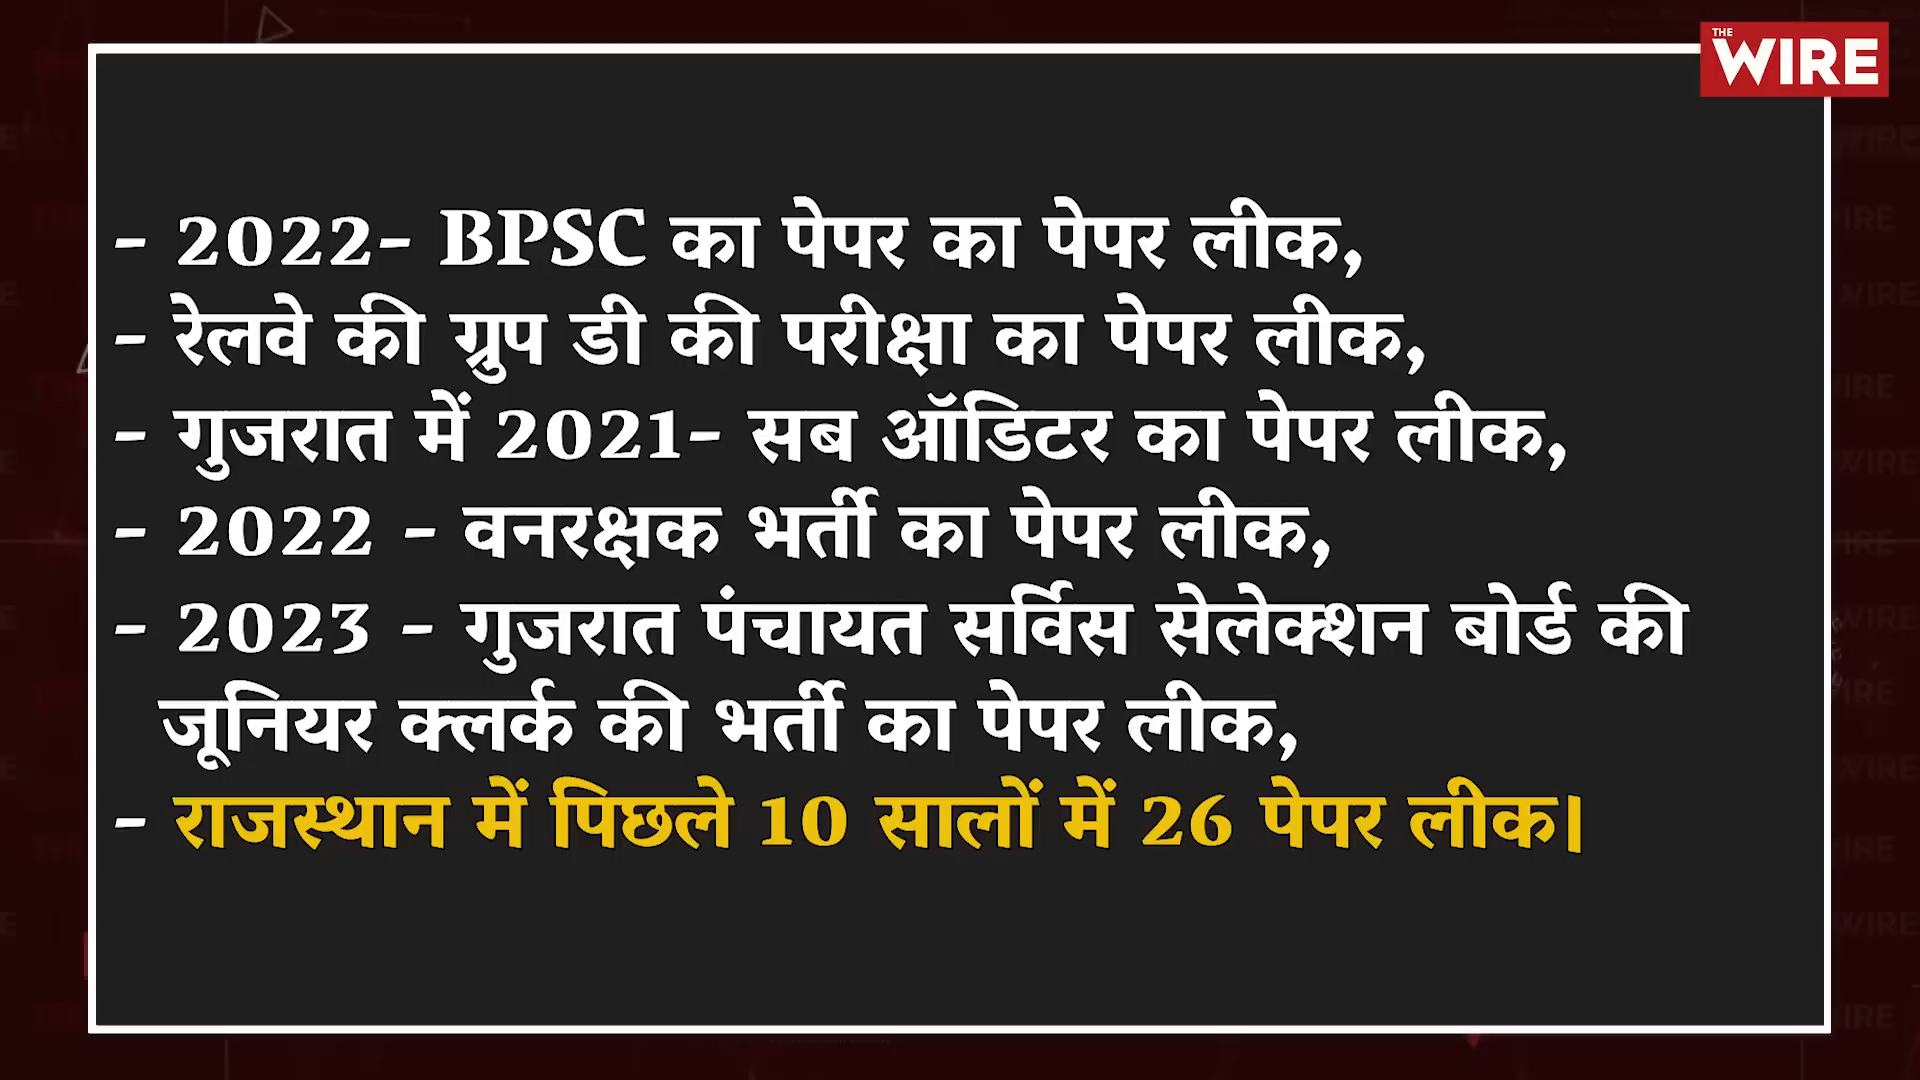 THE WIRE
- 2022- BPSC का पेपर का पेपर लीक,
- रेलवे की ग्रुप डी की परीक्षा का पेपर लीक,
- गुजरात में 2021- सब ऑडिटर का पेपर लीक,
- 2022 - वनरक्षक भर्ती का पेपर लीक,
- 2023 - गुजरात पंचायत सर्विस सेलेक्शन बोर्ड की
जूनियर क्लर्क की भर्ती का पेपर लीक,
- राजस्थान में पिछले 10 सालों में 26 पेपर लीक।